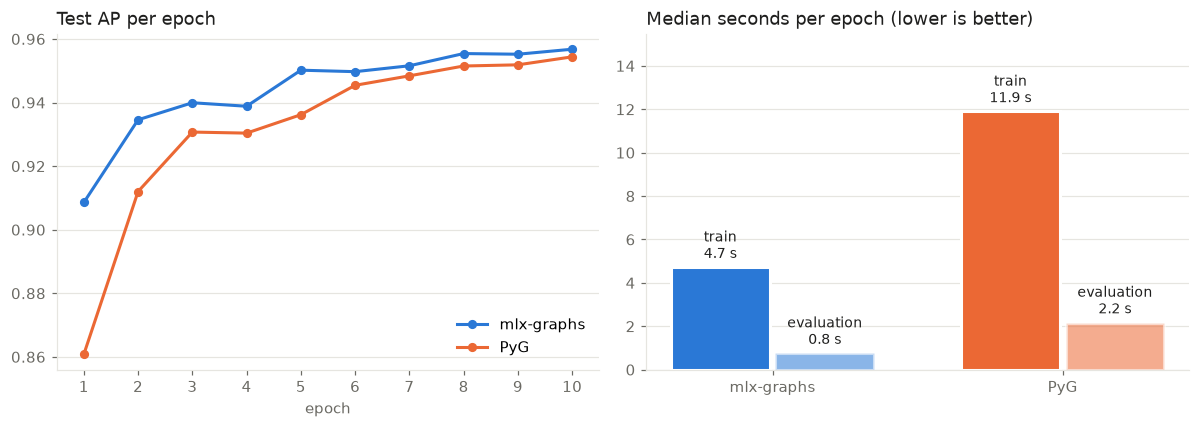 Test AP per epoch
0.96
0.94
0.92
0.90
0.88
0.86
1 2 3 4 5 6 7 8 9 10
epoch
mlx-graphs
PyG
Median seconds per epoch (lower is better)
14
12
10
8
6
4
2
0
train
4.7 s
evaluation
0.8 s
train
11.9 s
evaluation
2.2 s
mlx-graphs
PyG